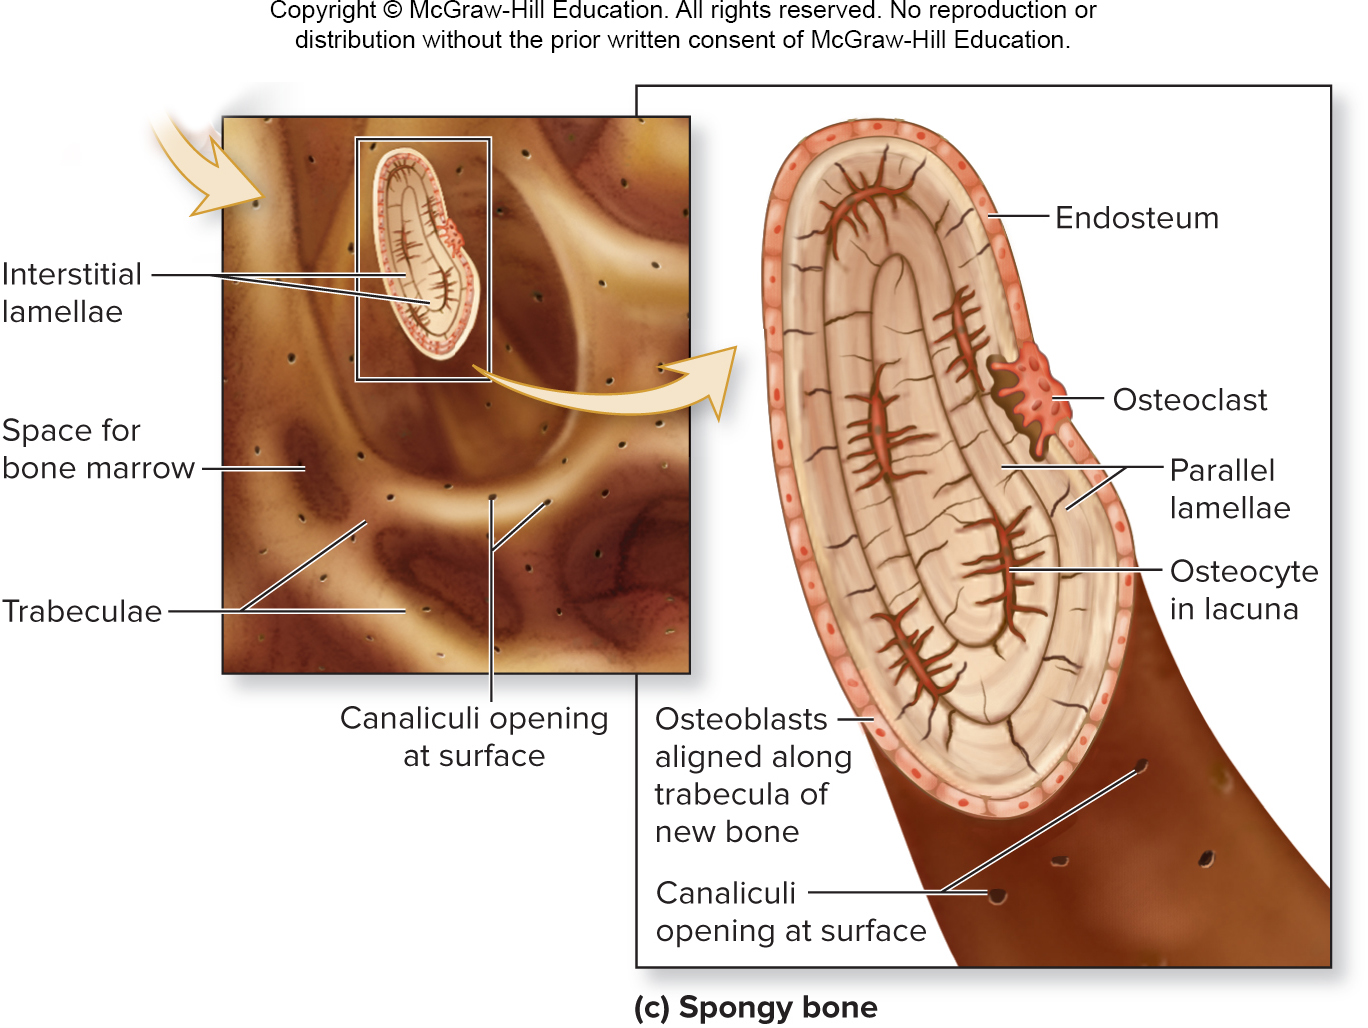 Copyright © McGraw-Hill Education. All rights reserved. No reproduction or
distribution without the prior written consent of McGraw-Hill Education.
Interstitial
lamellae
Space for
bone marrow
Trabeculae
Canaliculi opening
at surface
Endosteum
Osteoclast
Parallel
lamellae
Osteocyte
in lacuna
Osteoblasts
aligned along
trabecula of
new bone
Canaliculi
opening at surface
(c) Spongy bone